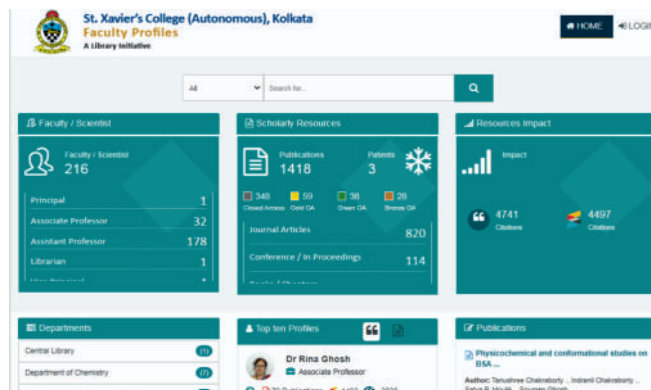 St. Xavier's College (Autonomous), Kolkata
Faculty Profiles
A Library Initiative
HOME
LOGIN
All
Search for...
Faculty / Scientist
Faculty / Scientist
216
Principal 1
Associate Professor 32
Assistant Professor 178
Librarian 1
Scholarly Resources
Publications
1418
Patents
3
345 59 38 28
Closed Access Gold OA Green OA Bronze OA
Journal Articles 820
Conference / In Proceedings 114
Resources Impact
Impact
4741
Citations
4497
Citations
Departments
Central Library (1)
Department of Chemistry (7)
Top ten Profiles
Dr Rina Ghosh
Associate Professor
Publications
Physicochemical and conformational studies on
BSA ...
Author: Tanushree Chakraborty .. Indranil Chakraborty ..